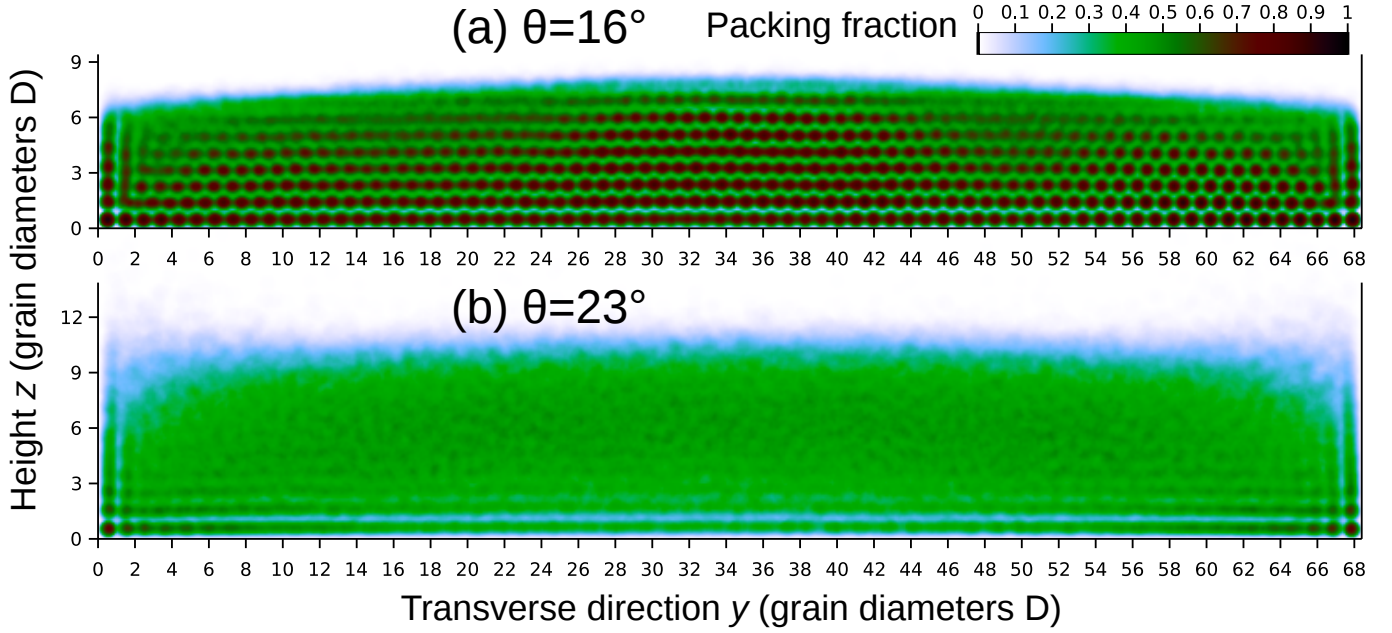 (a) θ=16° Packing fraction
0 0.1 0.2 0.3 0.4 0.5 0.6 0.7 0.8 0.9 1
9
6
3
0
0 2 4 6 8 10 12 14 16 18 20 22 24 26 28 30 32 34 36 38 40 42 44 46 48 50 52 54 56 58 60 62 64 66 68
Height z (grain diameters D)
(b) θ=23°
12
9
6
3
0
0 2 4 6 8 10 12 14 16 18 20 22 24 26 28 30 32 34 36 38 40 42 44 46 48 50 52 54 56 58 60 62 64 66 68
Transverse direction y (grain diameters D)